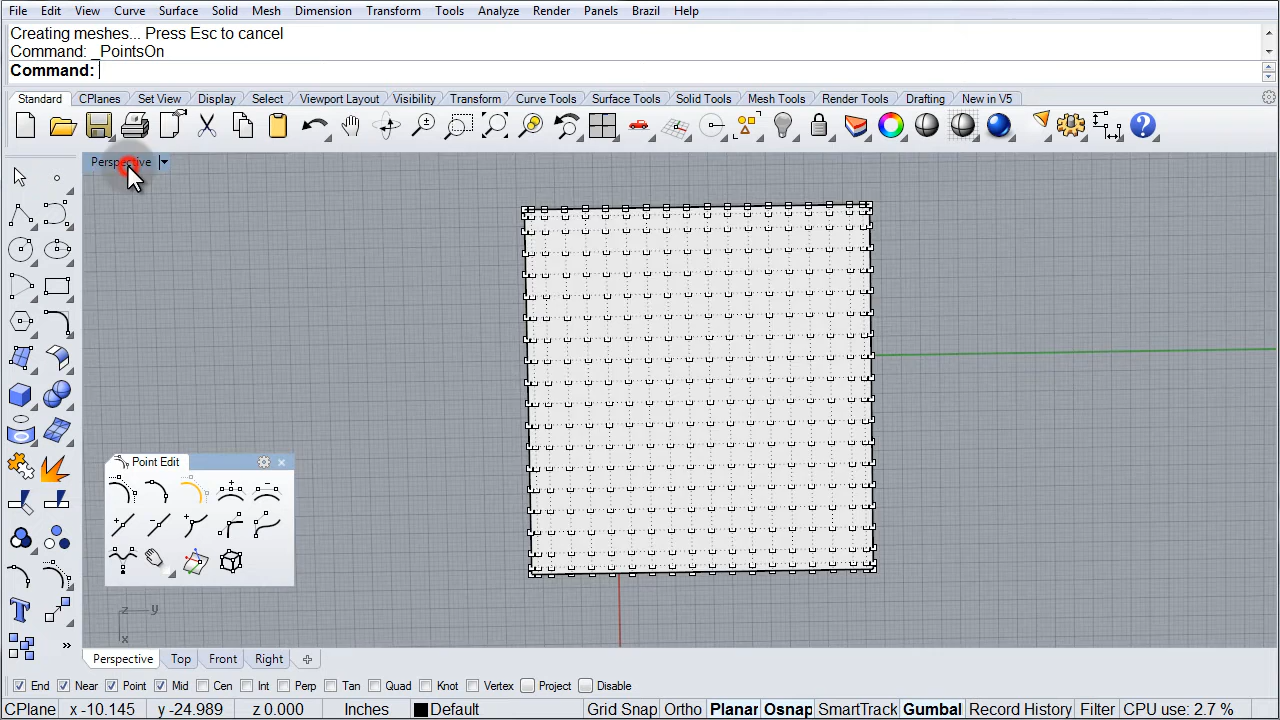 File Edit View Curve Surface Solid Mesh Dimension Transform Tools Analyze Render Panels Brazil Help
Creating meshes... Press Esc to cancel
Command: _PointsOn
Command:
Standard CPlanes Set View Display Select Viewport Layout Visibility Transform Curve Tools Surface Tools Solid Tools Mesh Tools Render Tools Drafting New in V5
Perspective
Point Edit
z y
x
Perspective Top Front Right
End Near Point Mid Cen Int Perp Tan Quad Knot Vertex Project Disable
CPlane x -10.145 y -24.989 z 0.000 Inches Default Grid Snap Ortho Planar Osnap SmartTrack Gumball Record History Filter CPU use: 2.7 %